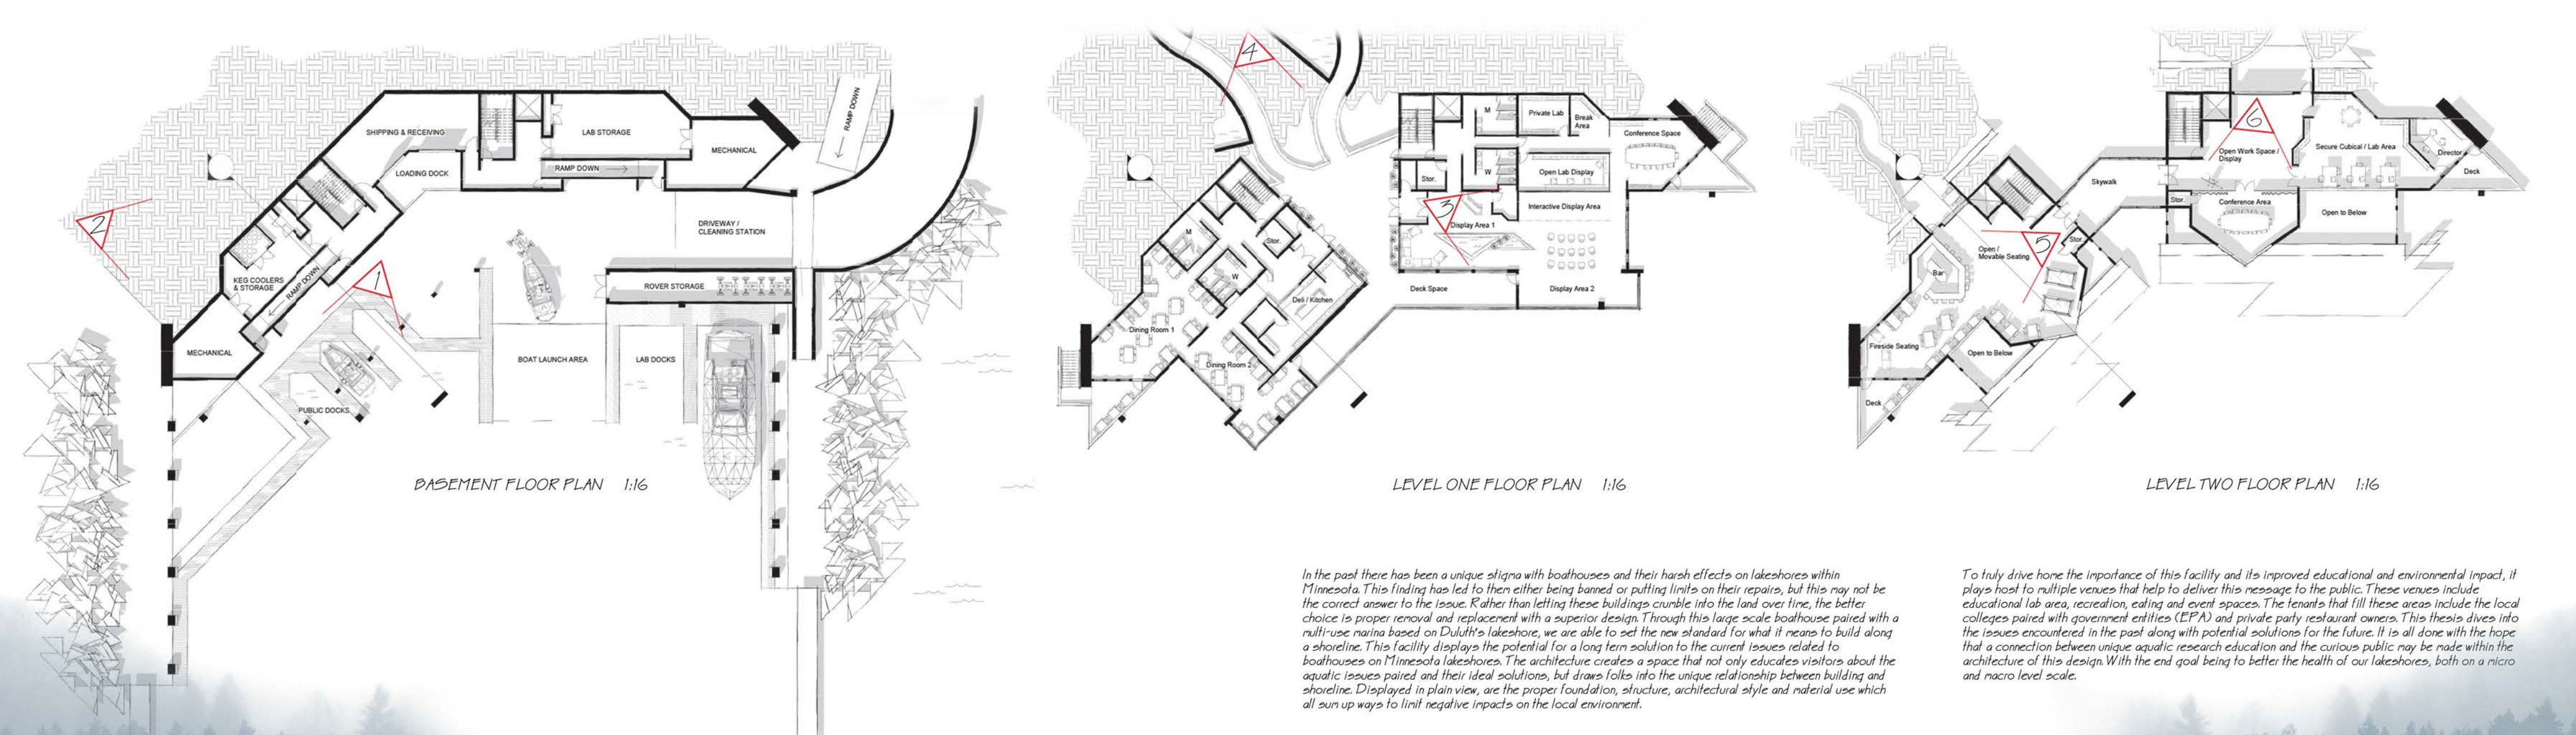 2
SHIPPING & RECEIVING
LOADING DOCK
LAB STORAGE
RAMP DOWN
MECHANICAL
RAMP DOWN
DRIVEWAY /
CLEANING STATION
KEG COOLERS
& STORAGE
RAMP DOWN
1
ROVER STORAGE
MECHANICAL
BOAT LAUNCH AREA
LAB DOCKS
PUBLIC DOCKS
BASEMENT FLOOR PLAN 1:16
4
M
Private Lab
Break
Area
Conference Space
W
Open Lab Display
Stor.
3
Interactive Display Area
Display Area 1
M
Stor.
W
Deli / Kitchen
Deck Space
Display Area 2
Dining Room 1
Dining Room 2
LEVEL ONE FLOOR PLAN 1:16
6
Open Work Space /
Display
Secure Cubical / Lab Area
Director
Deck
Skywalk
Stor.
Conference Area
Open to Below
5
Stor.
Open /
Movable Seating
Bar
Fireside Seating
Open to Below
Deck
LEVEL TWO FLOOR PLAN 1:16
In the past there has been a unique stigma with boathouses and their harsh effects on lakeshores within
Minnesota. This finding has led to them either being banned or putting limits on their repairs, but this may not be
the correct answer to the issue. Rather than letting these buildings crumble into the land over time, the better
choice is proper removal and replacement with a superior design. Through this large scale boathouse paired with a
multi-use marina based on Duluth's lakeshore, we are able to set the new standard for what it means to build along
a shoreline. This facility displays the potential for a long term solution to the current issues related to
boathouses on Minnesota lakeshores. The architecture creates a space that not only educates visitors about the
aquatic issues paired and their ideal solutions, but draws folks into the unique relationship between building and
shoreline. Displayed in plain view, are the proper foundation, structure, architectural style and material use which
all sum up ways to limit negative impacts on the local environment.
To truly drive home the importance of this facility and its improved educational and environmental impact, it
plays host to multiple venues that help to deliver this message to the public. These venues include
educational lab area, recreation, eating and event spaces. The tenants that fill these areas include the local
colleges paired with government entities (EPA) and private party restaurant owners. This thesis dives into
the issues encountered in the past along with potential solutions for the future. It is all done with the hope
that a connection between unique aquatic research education and the curious public may be made within the
architecture of this design. With the end goal being to better the health of our lakeshores, both on a micro
and macro level scale.